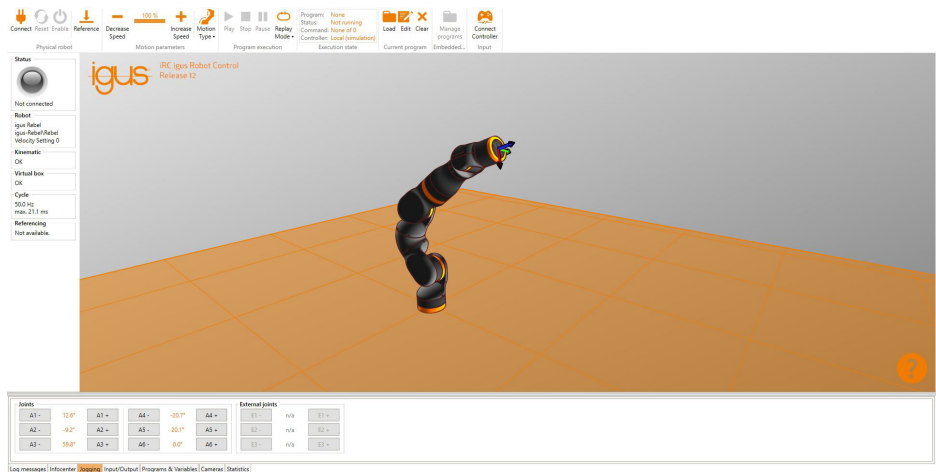 Connect Reset Enable Reference Decrease Speed 100 % Increase Speed Motion Type Play Stop Pause Replay Mode
Program: None
Status: Not running
Command: None of 0
Controller: Local (simulation)
Load Edit Clear Manage programs Connect Controller
Physical robot Motion parameters Program execution Execution state Current program Embedded... Input
Status
Not connected
Robot
igus Rebel
igus-Rebel\Rebel
Velocity Setting 0
Kinematic
OK
Virtual box
OK
Cycle
50.0 Hz
max. 21.1 ms
Referencing
Not available.
igus
iRC igus Robot Control
Release 12
?
Joints External joints
A1 - 12.6° A1 + A4 - -20.7° A4 + E1 - n/a E1 +
A2 - -9.2° A2 + A5 - 20.1° A5 + E2 - n/a E2 +
A3 - 59.8° A3 + A6 - 0.0° A6 + E3 - n/a E3 +
Log messages Infocenter Jogging Input/Output Programs & Variables Cameras Statistics